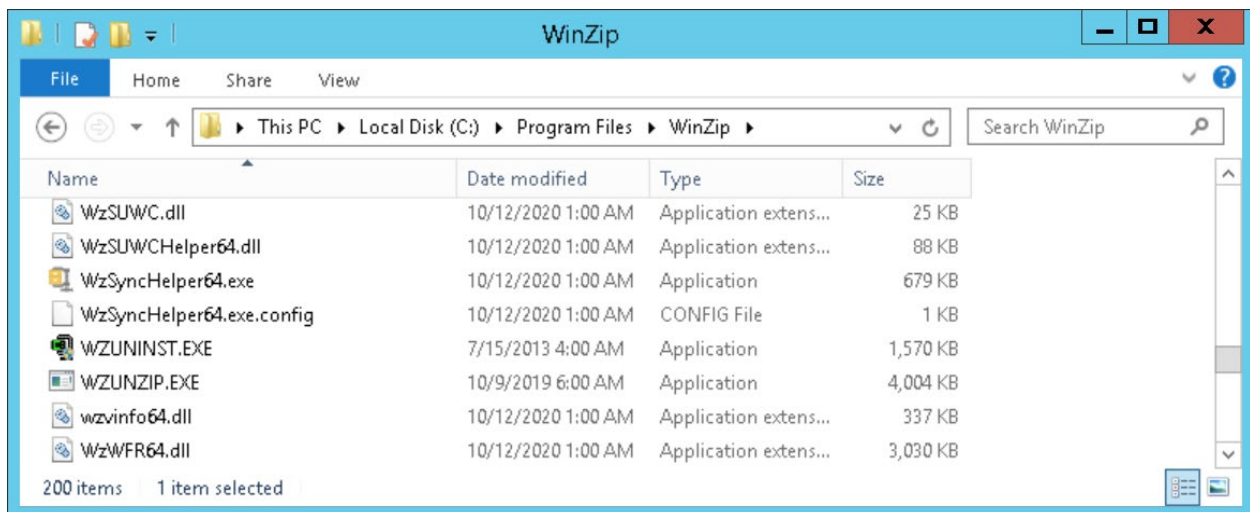 WinZip
File Home Share View
This PC Local Disk (C:) Program Files WinZip Search WinZip
Name Date modified Type Size
WzSUWC.dll 10/12/2020 1:00 AM Application extens... 25 KB
WzSUWCHelper64.dll 10/12/2020 1:00 AM Application extens... 88 KB
WzSyncHelper64.exe 10/12/2020 1:00 AM Application 679 KB
WzSyncHelper64.exe.config 10/12/2020 1:00 AM CONFIG File 1 KB
WZUNINST.EXE 7/15/2013 4:00 AM Application 1,570 KB
WZUNZIP.EXE 10/9/2019 6:00 AM Application 4,004 KB
wzvinfo64.dll 10/12/2020 1:00 AM Application extens... 337 KB
WzWFR64.dll 10/12/2020 1:00 AM Application extens... 3,030 KB
200 items 1 item selected